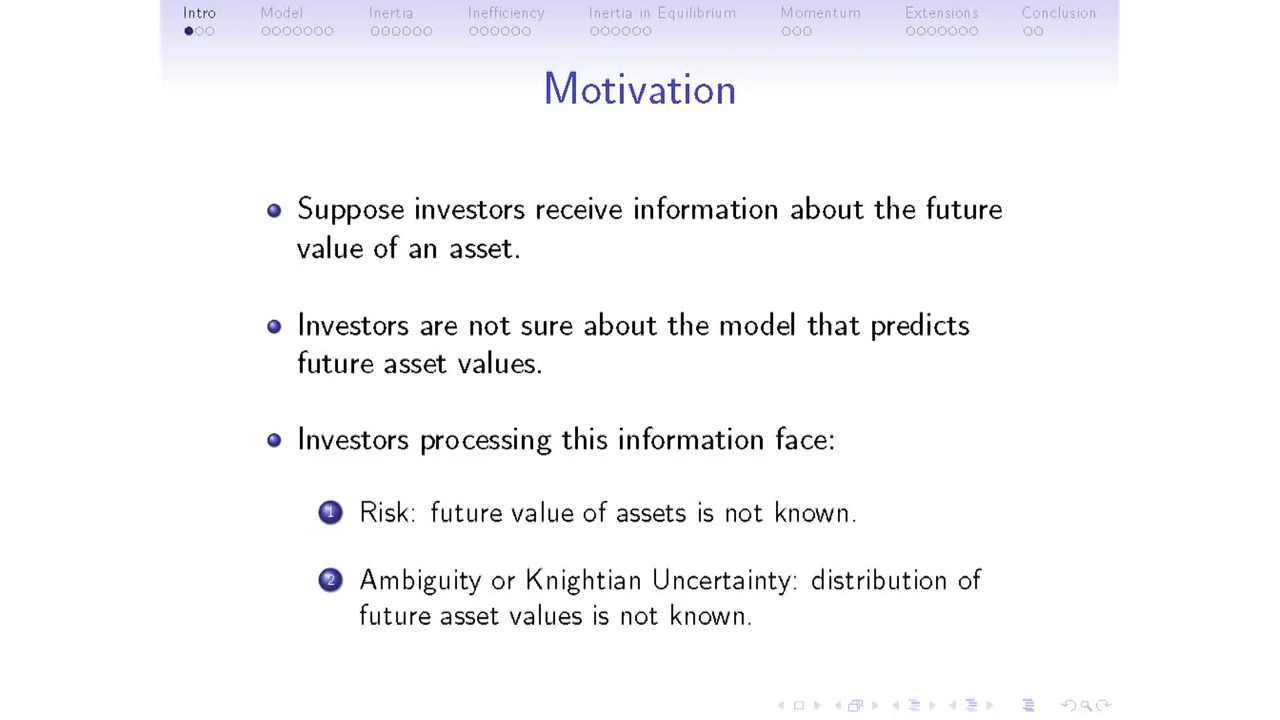 Intro Model Inertia Inefficiency Inertia in Equilibrium Momentum Extensions Conclusion
Motivation
Suppose investors receive information about the future
value of an asset.
Investors are not sure about the model that predicts
future asset values.
Investors processing this information face:
1 Risk: future value of assets is not known.
2 Ambiguity or Knightian Uncertainty: distribution of
future asset values is not known.